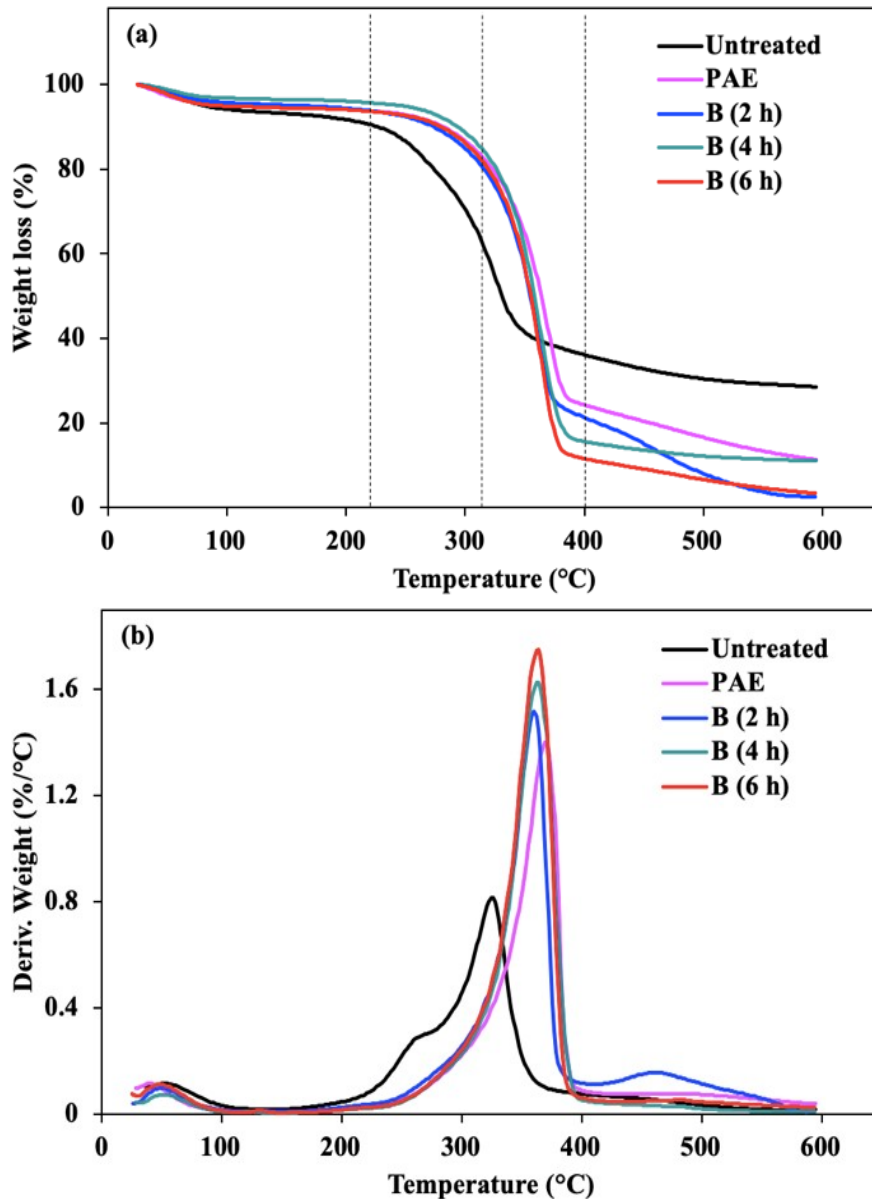 (a)
Untreated
PAE
B (2 h)
B (4 h)
B (6 h)
100
80
60
40
20
0
Weight loss (%)
0 100 200 300 400 500 600
Temperature (°C)
(b)
Untreated
PAE
B (2 h)
B (4 h)
B (6 h)
1.6
1.2
0.8
0.4
0
Deriv. Weight (%/°C)
0 100 200 300 400 500 600
Temperature (°C)